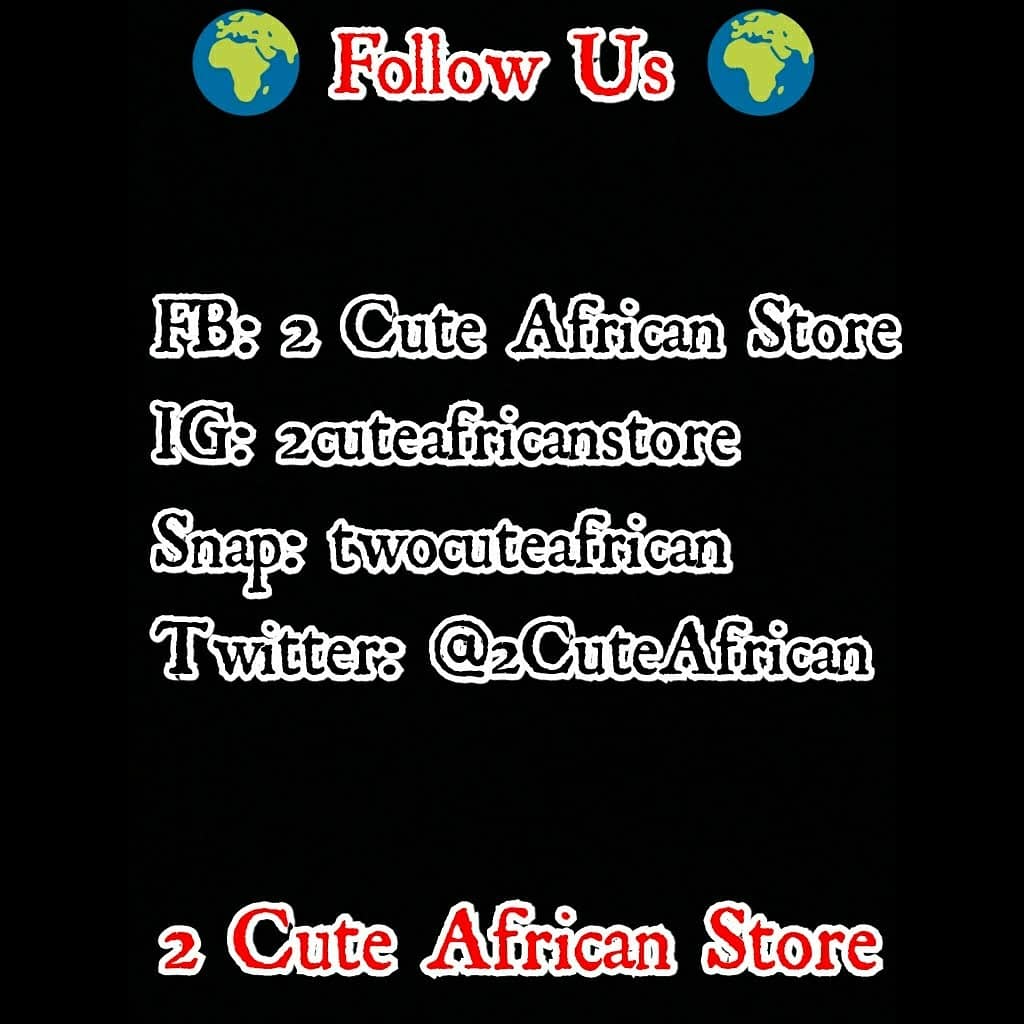 Follow Us
FB: 2 Cute African Store
IG: 2cuteafricanstore
Snap: twocuteafrican
Twitter: @2CuteAfrican
2 Cute African Store